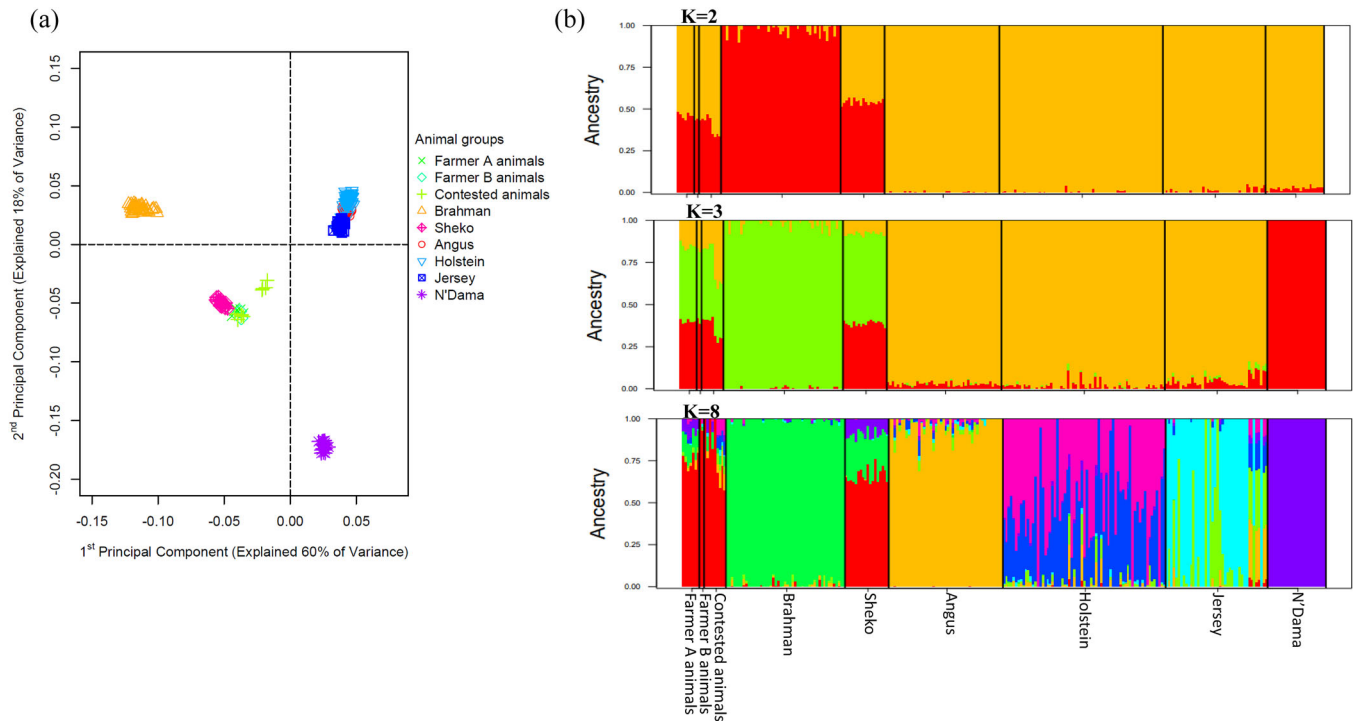 (a)
0.15
0.10
0.05
0.00
-0.05
-0.10
-0.15
-0.20
2nd Principal Component (Explained 18% of Variance)
-0.15 -0.10 -0.05 0.00 0.05
1st Principal Component (Explained 60% of Variance)
Animal groups
Farmer A animals
Farmer B animals
Contested animals
Brahman
Sheko
Angus
Holstein
Jersey
N'Dama
(b)
K=2
1.00
0.75
0.50
0.25
0.00
Ancestry
K=3
1.00
0.75
0.50
0.25
0.00
Ancestry
K=8
1.00
0.75
0.50
0.25
0.00
Ancestry
Farmer A animals
Farmer B animals
Contested animals
Brahman
Sheko
Angus
Holstein
Jersey
N'Dama